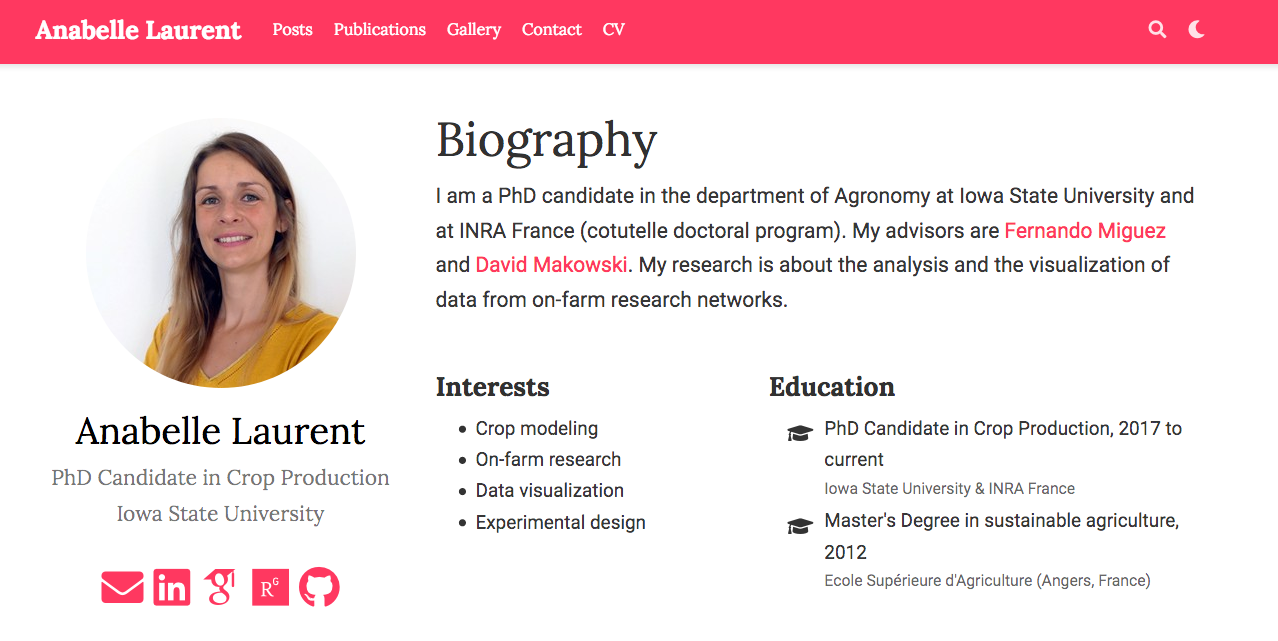 Anabelle Laurent Posts Publications Gallery Contact CV
Biography
I am a PhD candidate in the department of Agronomy at Iowa State University and
at INRA France (cotutelle doctoral program). My advisors are Fernando Miguez
and David Makowski. My research is about the analysis and the visualization of
data from on-farm research networks.
Anabelle Laurent
PhD Candidate in Crop Production
Iowa State University
R G
Interests
Crop modeling
On-farm research
Data visualization
Experimental design
Education
PhD Candidate in Crop Production, 2017 to
current
Iowa State University & INRA France
Master's Degree in sustainable agriculture,
2012
Ecole Supérieure d'Agriculture (Angers, France)